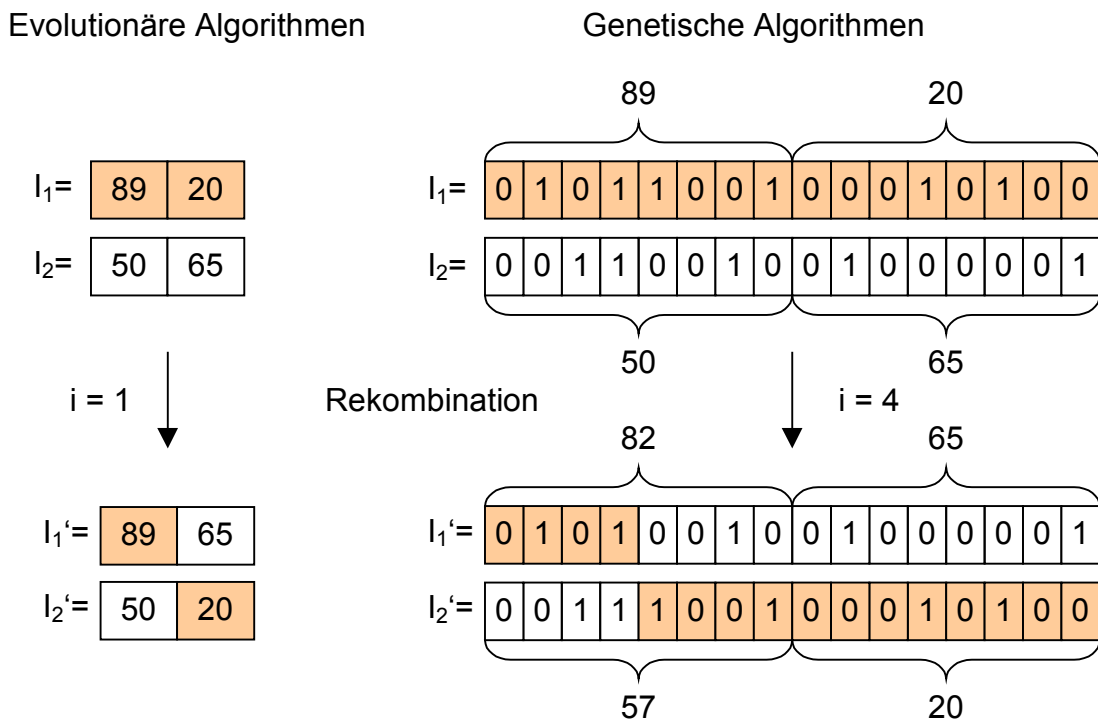 Evolutionäre Algorithmen Genetische Algorithmen
89 20
I₁= 89 20 I₁= 0 1 0 1 1 0 0 1 0 0 0 1 0 1 0 0
I₂= 50 65 I₂= 0 0 1 1 0 0 1 0 0 1 0 0 0 0 0 1
50 65
i = 1 Rekombination i = 4
82 65
I₁‘= 89 65 I₁‘= 0 1 0 1 0 0 1 0 0 1 0 0 0 0 0 1
I₂‘= 50 20 I₂‘= 0 0 1 1 1 0 0 1 0 0 0 1 0 1 0 0
57 20